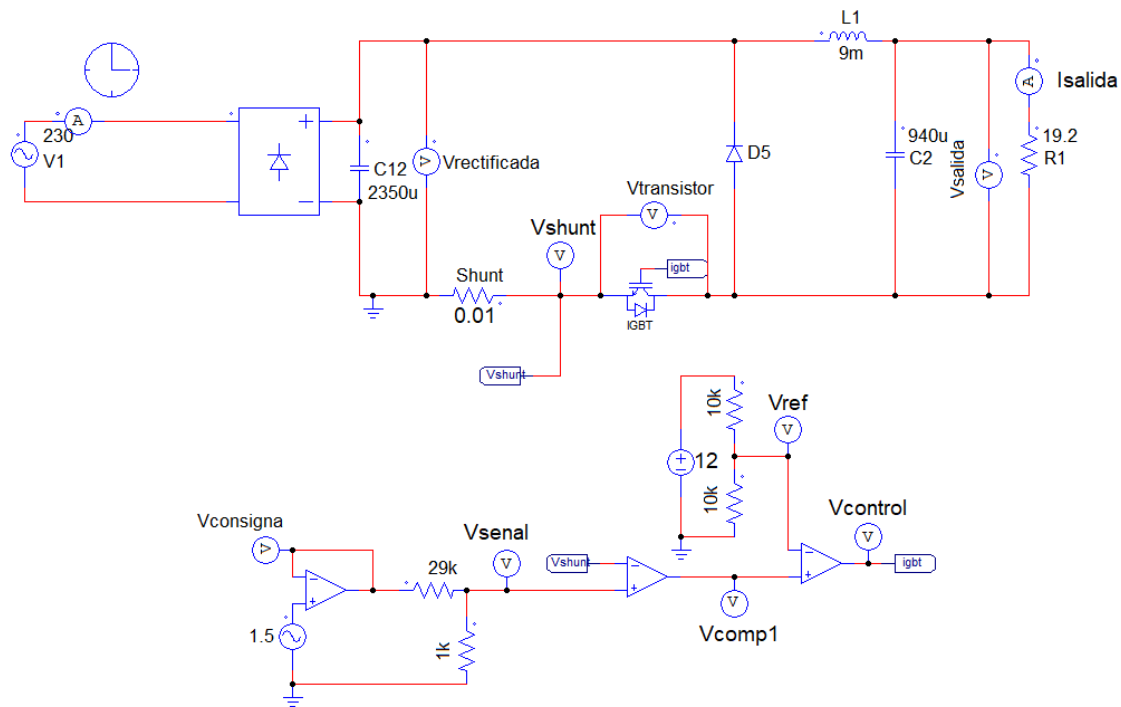 L1
9m
A
Isalida
230
A
V1
+
C12
2350u
V
Vrectificada
D5
940u
C2
V
Vsalida
19.2
R1
Vtransistor
V
Vshunt
V
igbt
Shunt
0.01
IGBT
Vshunt
10k
Vref
V
12
10k
Vcontrol
V
Vconsigna
V
Vsenal
V
29k
Vshunt
igbt
1.5
1k
V
Vcomp1